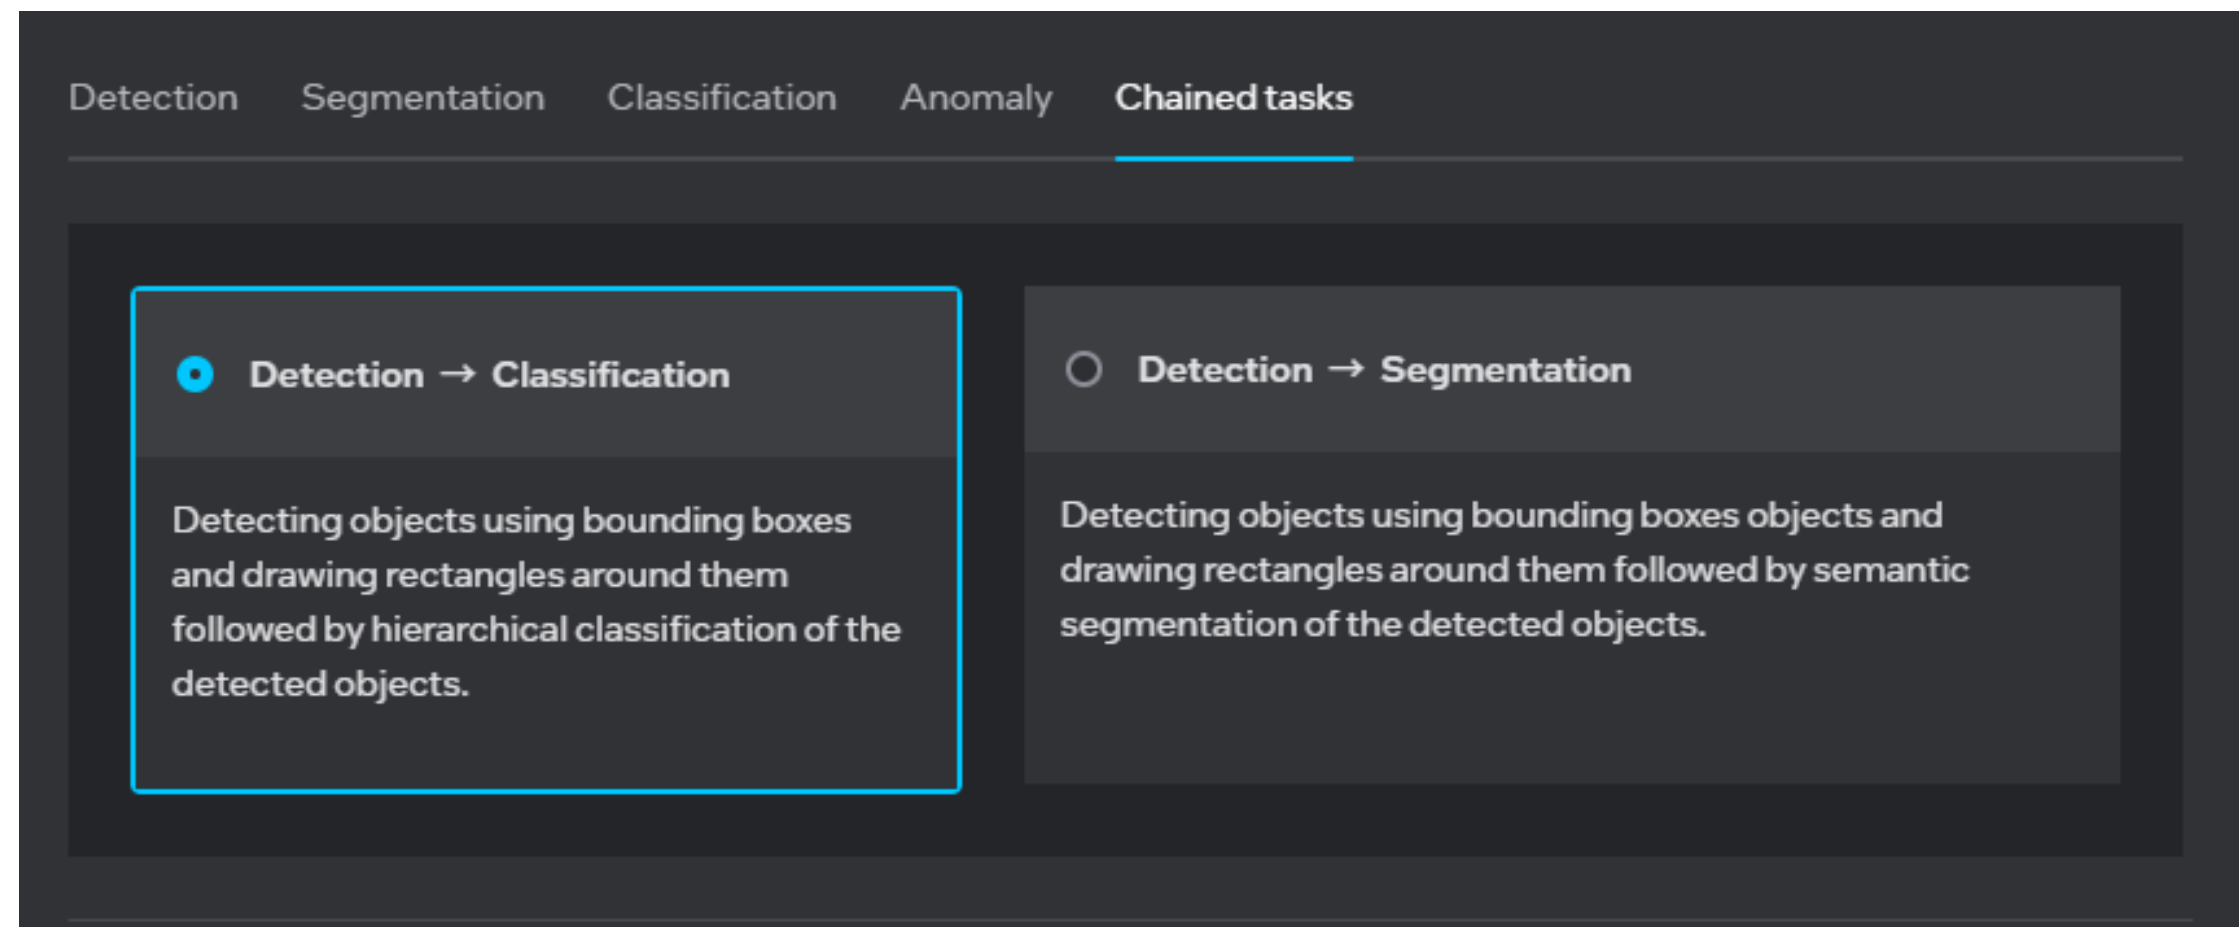 Detection Segmentation Classification Anomaly Chained tasks
Detection → Classification
Detecting objects using bounding boxes
and drawing rectangles around them
followed by hierarchical classification of the
detected objects.
Detection → Segmentation
Detecting objects using bounding boxes objects and
drawing rectangles around them followed by semantic
segmentation of the detected objects.